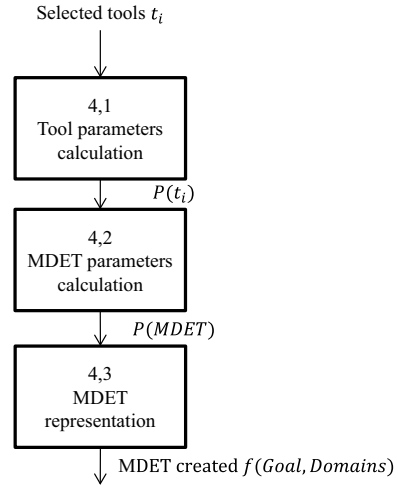 Selected tools tᵢ
4,1
Tool parameters
calculation
P(tᵢ)
4,2
MDET parameters
calculation
P(MDET)
4,3
MDET
representation
MDET created f(Goal, Domains)